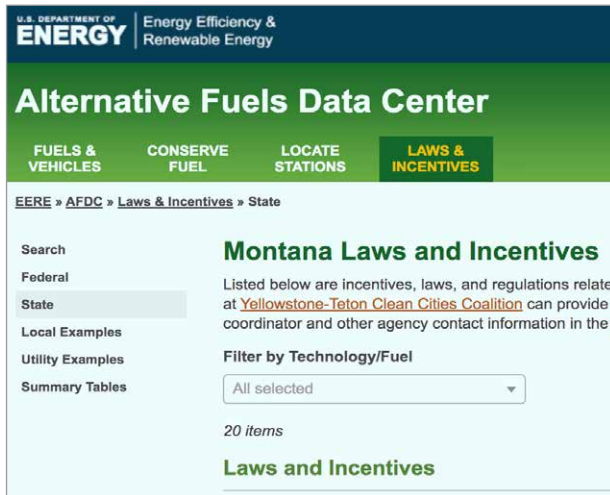 U.S. DEPARTMENT OF
ENERGY
Energy Efficiency &
Renewable Energy
Alternative Fuels Data Center
FUELS &
VEHICLES
CONSERVE
FUEL
LOCATE
STATIONS
LAWS &
INCENTIVES
EERE » AFDC » Laws & Incentives » State
Search
Federal
State
Local Examples
Utility Examples
Summary Tables
Montana Laws and Incentives
Listed below are incentives, laws, and regulations relate
at Yellowstone-Teton Clean Cities Coalition can provide
coordinator and other agency contact information in the
Filter by Technology/Fuel
All selected
20 items
Laws and Incentives